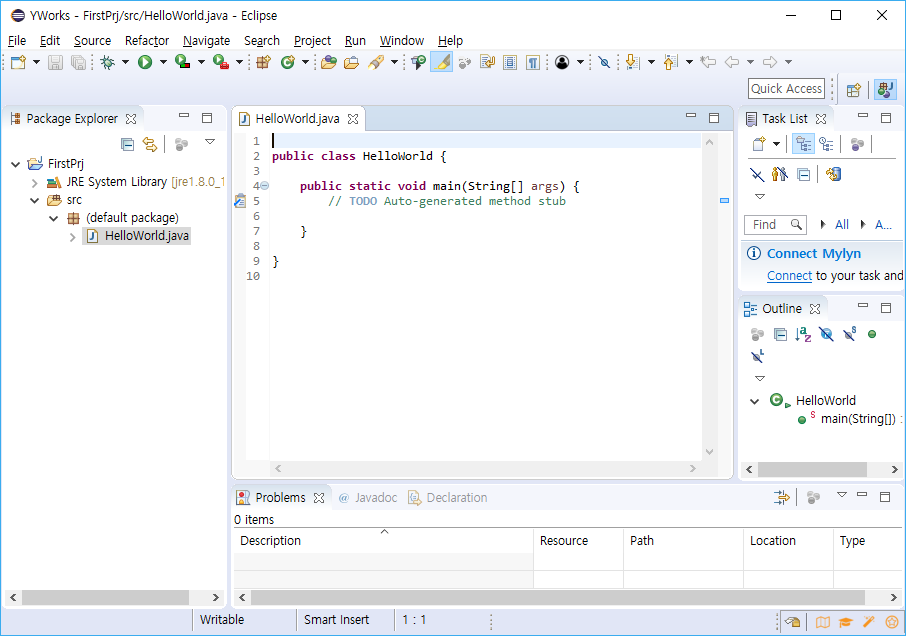 YWorks - FirstPrj/src/HelloWorld.java - Eclipse
File Edit Source Refactor Navigate Search Project Run Window Help
Quick Access
Package Explorer
FirstPrj
JRE System Library [jre1.8.0_1
src
(default package)
HelloWorld.java
HelloWorld.java
1
2 public class HelloWorld {
3
4 public static void main(String[] args) {
5 // TODO Auto-generated method stub
6
7 }
8
9 }
10
Task List
Find All A...
Connect Mylyn
Connect to your task and
Outline
HelloWorld
main(String[]) :
Problems Javadoc Declaration
0 items
Description Resource Path Location Type
Writable Smart Insert 1 : 1